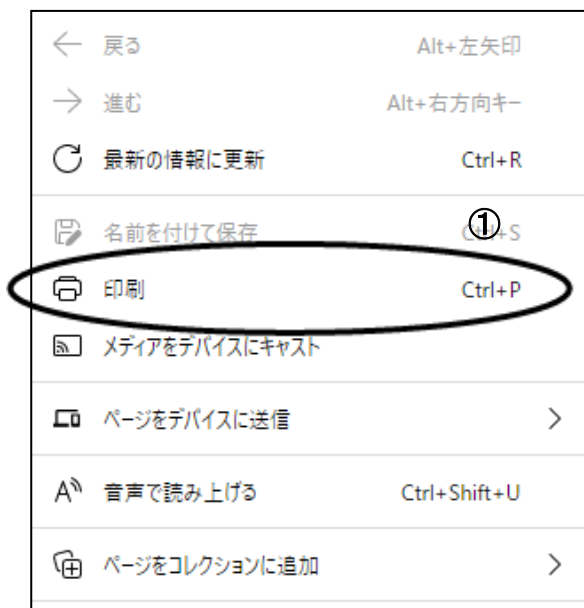 戻る Alt+左矢印
進む Alt+右方向キー
最新の情報に更新 Ctrl+R
①
名前を付けて保存 Ctrl+S
印刷 Ctrl+P
メディアをデバイスにキャスト
ページをデバイスに送信
音声で読み上げる Ctrl+Shift+U
ページをコレクションに追加